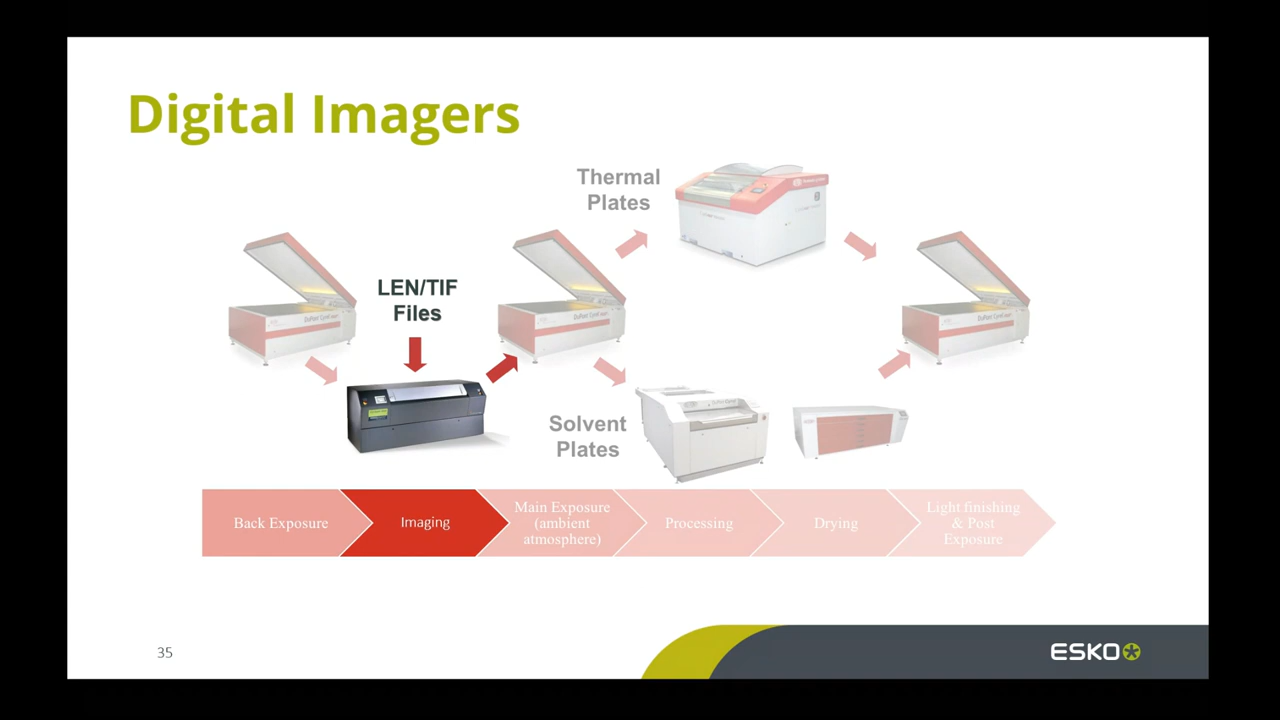 Digital Imagers
Thermal
Plates
LEN/TIF
Files
Solvent
Plates
Back Exposure
Imaging
Main Exposure
(ambient
atmosphere)
Processing
Drying
Light finishing
& Post
Exposure
35
ESKO